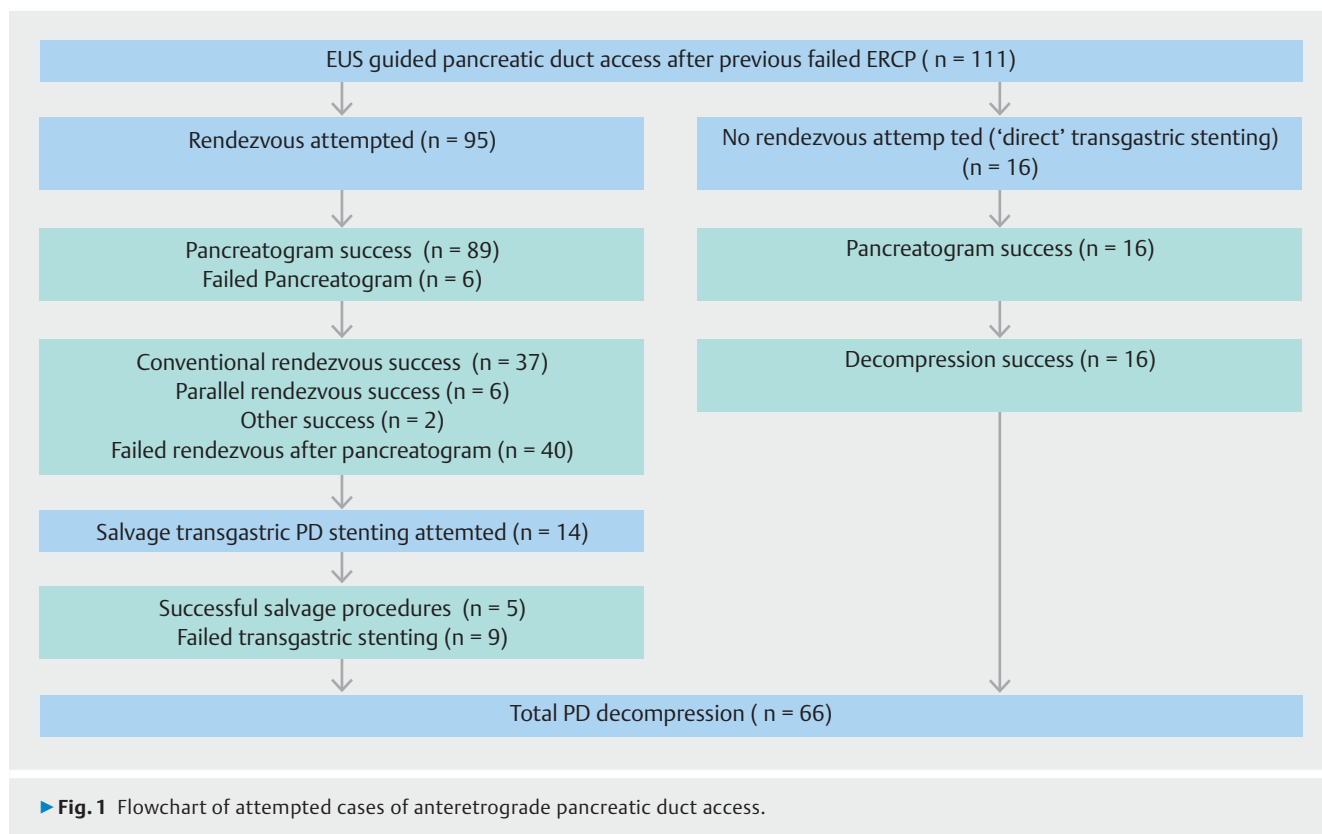 EUS guided pancreatic duct access after previous failed ERCP ( n = 111)
Rendezvous attempted (n = 95)
No rendezvous attemp ted (‘direct’ transgastric stenting)
(n = 16)
Pancreatogram success (n = 89)
Failed Pancreatogram (n = 6)
Pancreatogram success (n = 16)
Conventional rendezvous success (n = 37)
Parallel rendezvous success (n = 6)
Other success (n = 2)
Failed rendezvous after pancreatogram (n = 40)
Decompression success (n = 16)
Salvage transgastric PD stenting attemted (n = 14)
Successful salvage procedures (n = 5)
Failed transgastric stenting (n = 9)
Total PD decompression ( n = 66)
▶ Fig. 1 Flowchart of attempted cases of anteretrograde pancreatic duct access.